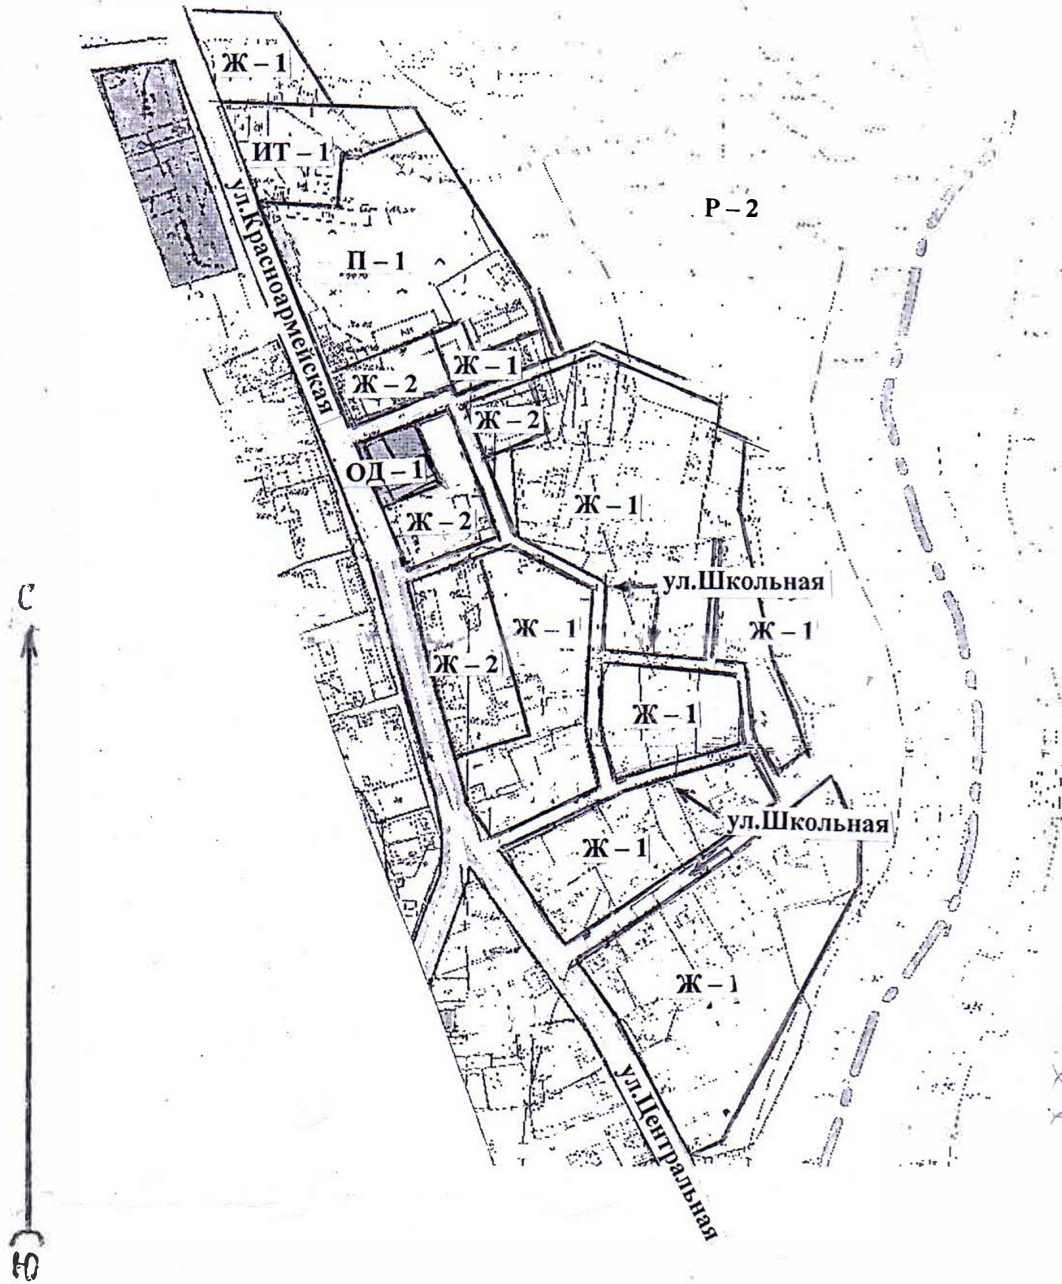 Ж – 1
ИТ – 1
Р – 2
ул.Красноармейская
П – 1
Ж – 1
Ж – 2
Ж – 2
ОД – 1
Ж – 1
Ж – 2
ул.Школьная
С
Ж – 1
Ж – 1
Ж – 2
Ж – 1
ул.Школьная
Ж – 1
Ж – 1
ул.Центральная
Ю